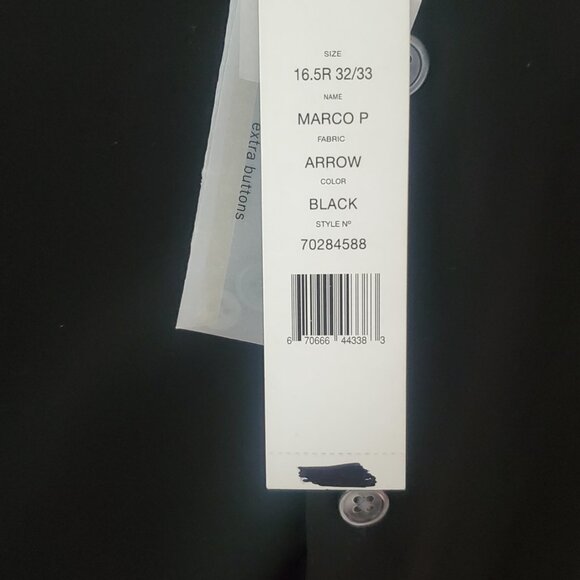 SIZE
16.5R 32/33
NAME
MARCO P
FABRIC
ARROW
COLOR
BLACK
STYLE Nº
70284588
6 70666 44338 3
extra buttons